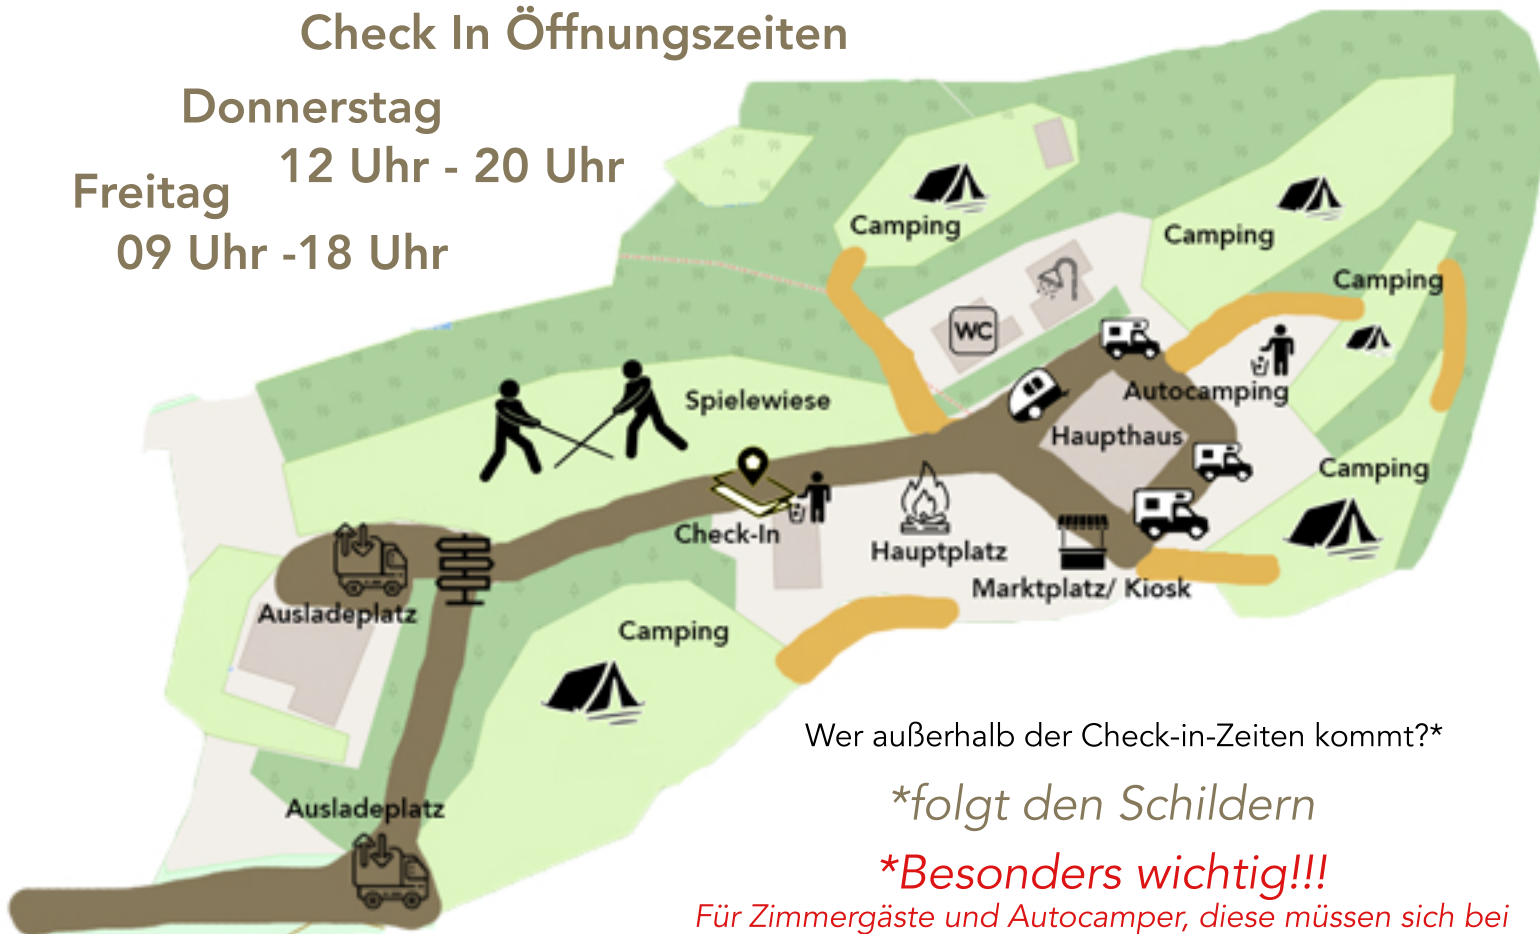 Check In Öffnungszeiten
Donnerstag
12 Uhr - 20 Uhr
Freitag
09 Uhr -18 Uhr
Camping
Camping
Camping
WC
Spielewiese
Autocamping
Haupthaus
Camping
Check-In
Hauptplatz
Marktplatz/ Kiosk
Ausladeplatz
Camping
Ausladeplatz
Wer außerhalb der Check-in-Zeiten kommt?*
*folgt den Schildern
*Besonders wichtig!!!
Für Zimmergäste und Autocamper, diese müssen sich bei